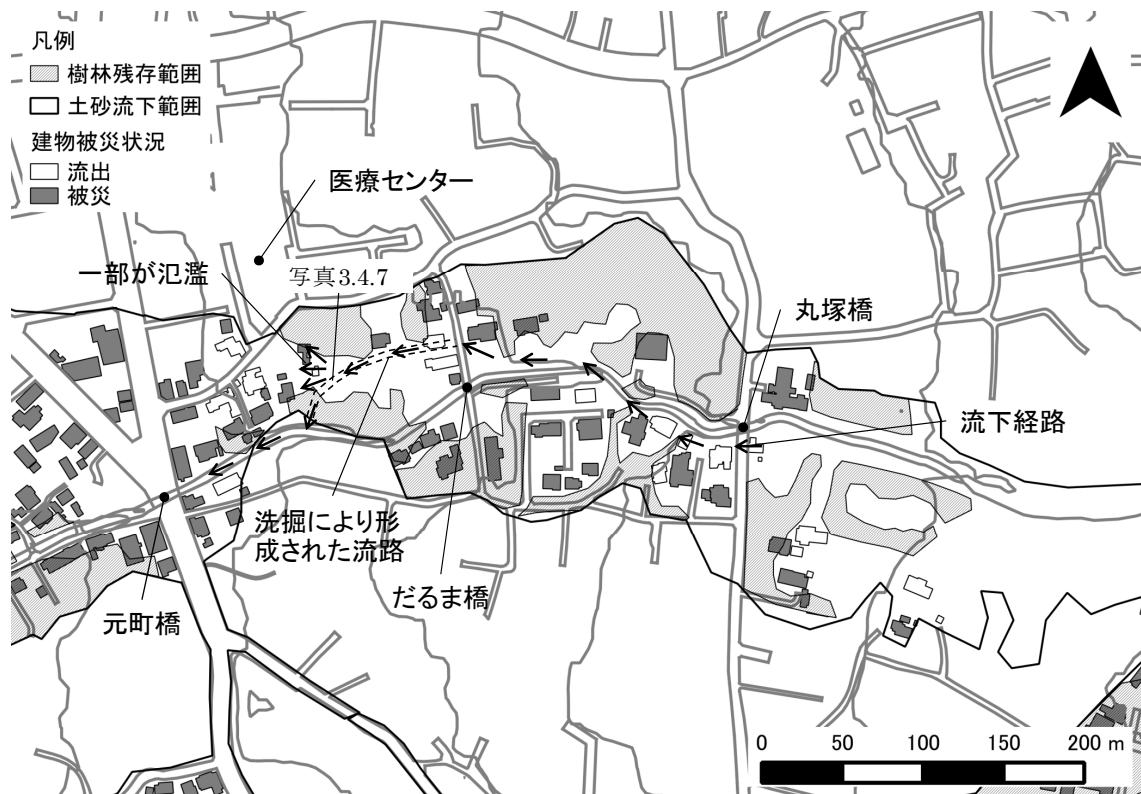 凡例
樹林残存範囲
土砂流下範囲
建物被災状況
流出
被災
医療センター
一部が氾濫
写真3.4.7
丸塚橋
流下経路
洗掘により形
成された流路
だるま橋
元町橋
0 50 100 150 200 m